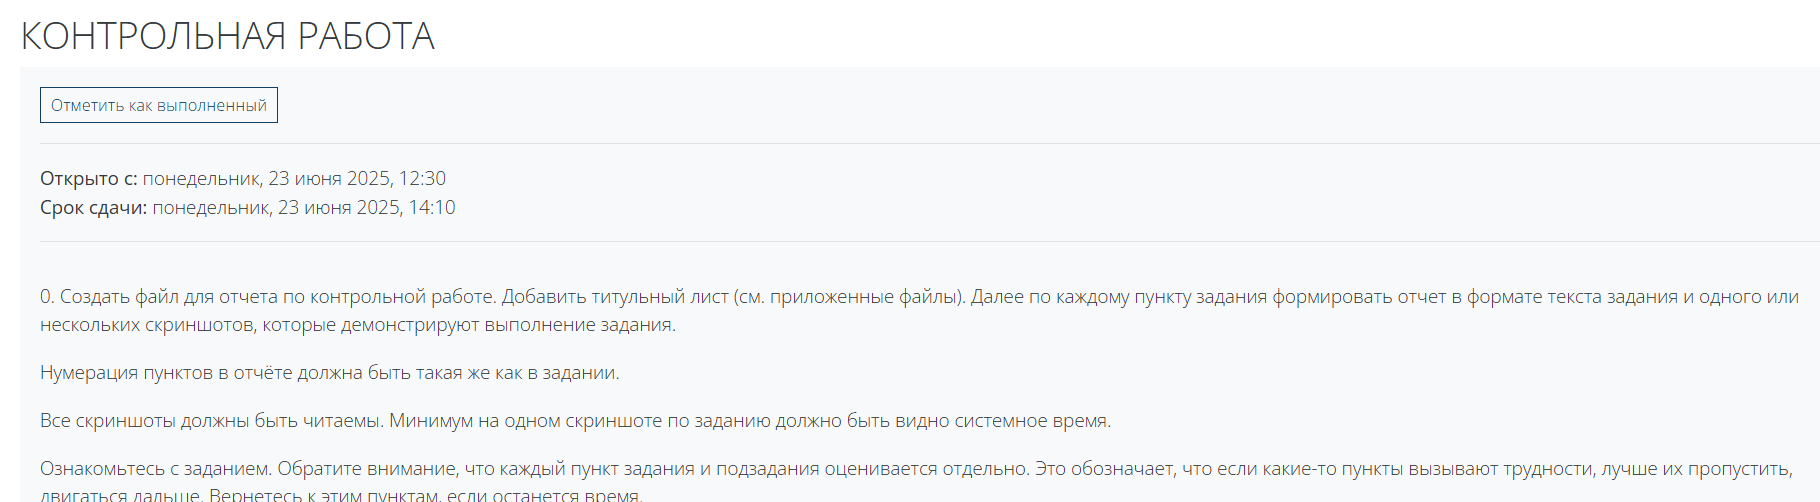 КОНТРОЛЬНАЯ РАБОТА
Отметить как выполненный
Открыто с: понедельник, 23 июня 2025, 12:30
Срок сдачи: понедельник, 23 июня 2025, 14:10
0. Создать файл для отчета по контрольной работе. Добавить титульный лист (см. приложенные файлы). Далее по каждому пункту задания формировать отчет в формате текста задания и одного или
нескольких скриншотов, которые демонстрируют выполнение задания.
Нумерация пунктов в отчёте должна быть такая же как в задании.
Все скриншоты должны быть читаемы. Минимум на одном скриншоте по заданию должно быть видно системное время.
Ознакомьтесь с заданием. Обратите внимание, что каждый пункт задания и подзадания оценивается отдельно. Это обозначает, что если какие-то пункты вызывают трудности, лучше их пропустить,
двигаться дальше. Вернетесь к этим пунктам, если останется время.